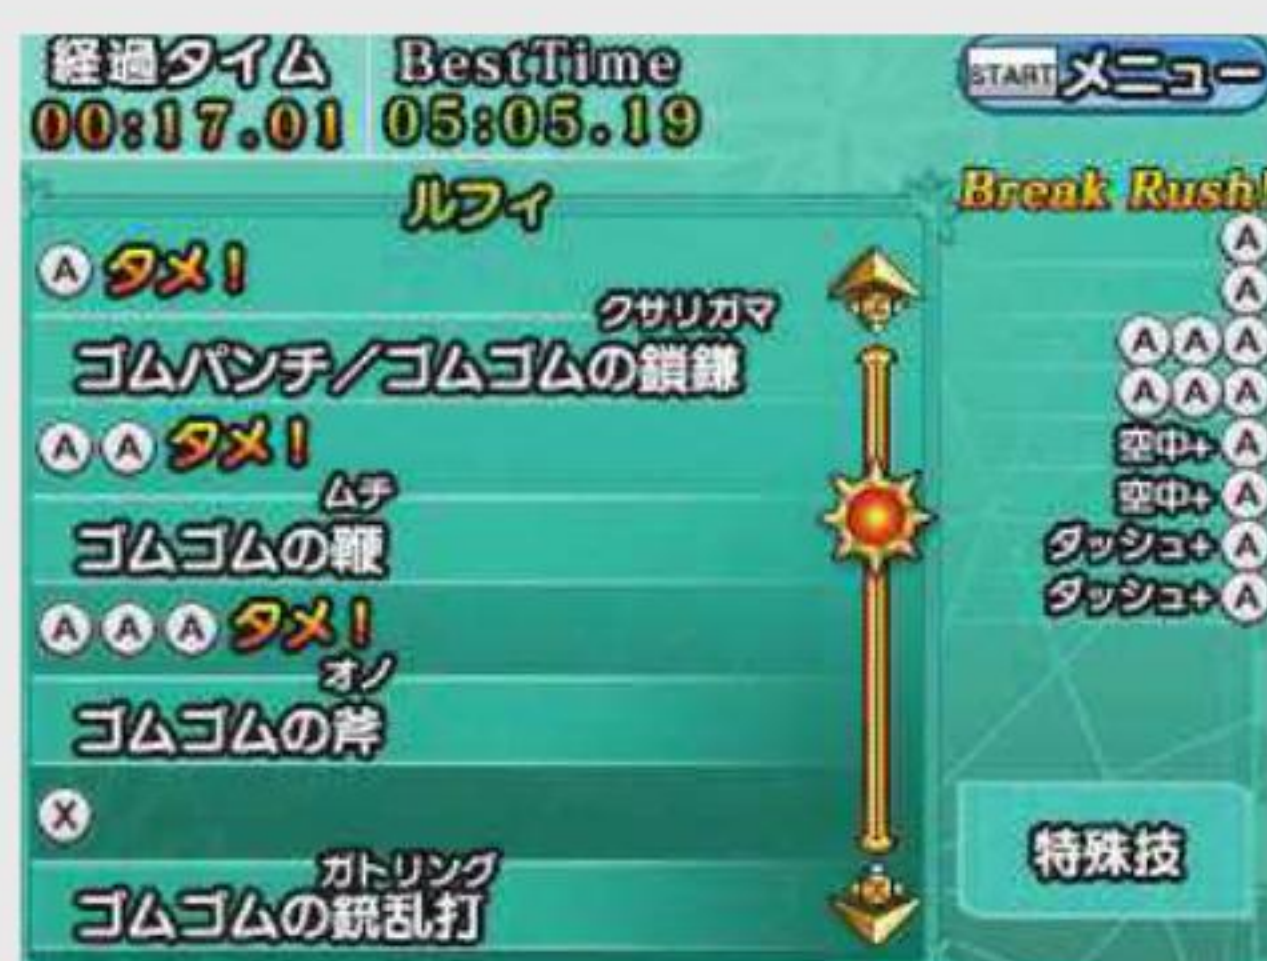 経過タイム BestTime
00:17.01 05:05.19
START メニュー
ルフィ
A タメ!
クサリガマ
ゴムパンチ/ゴムゴムの鎖鎌
A A タメ!
ムチ
ゴムゴムの鞭
A A A タメ!
オノ
ゴムゴムの斧
X
ガトリング
ゴムゴムの銃乱打
Break Rush!
A
A
A A A
A A A
空中+ A
空中+ A
ダッシュ+ A
ダッシュ+ A
特殊技